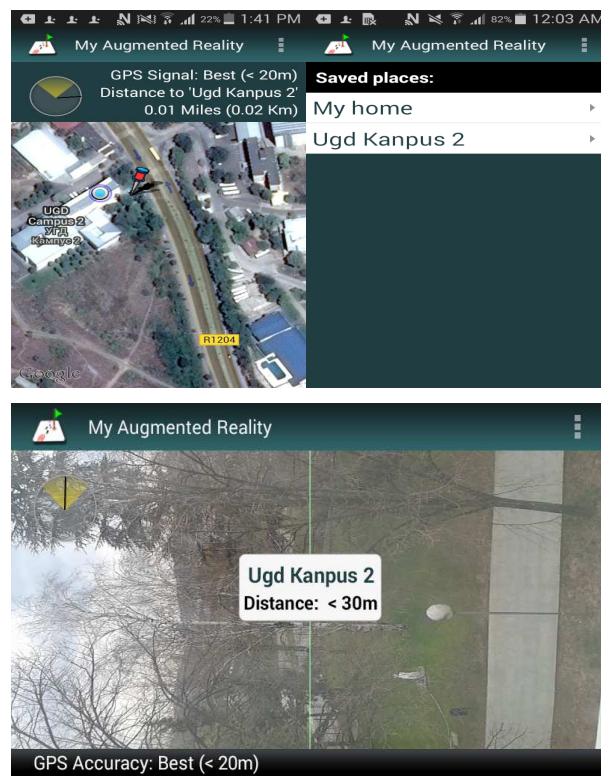 22% 1:41 PM
My Augmented Reality
GPS Signal: Best (< 20m)
Distance to 'Ugd Kanpus 2'
0.01 Miles (0.02 Km)
UGD
Campus 2
УГД
Кампус 2
R1204
Google
82% 12:03 AM
My Augmented Reality
Saved places:
My home
Ugd Kanpus 2
My Augmented Reality
Ugd Kanpus 2
Distance: < 30m
GPS Accuracy: Best (< 20m)